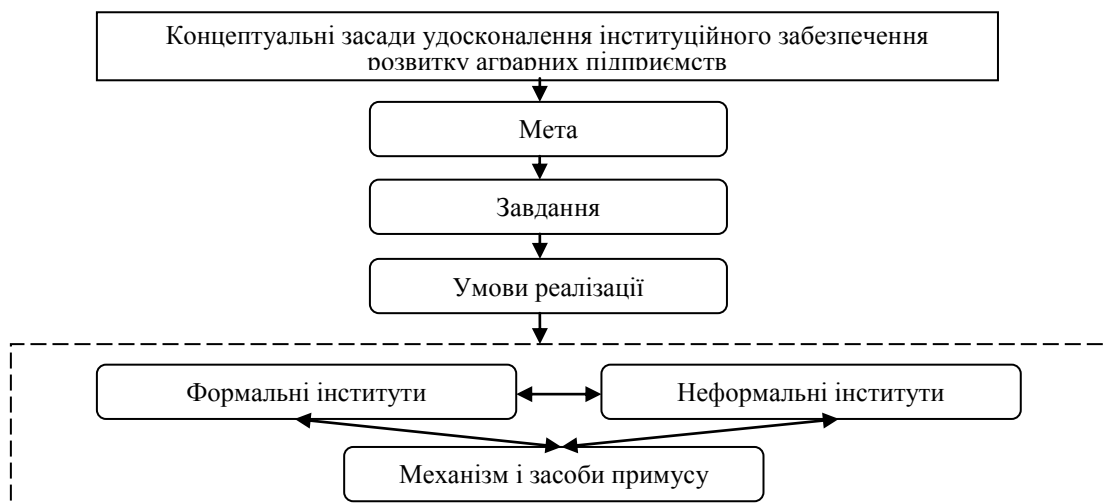 Концептуальні засади удосконалення інституційного забезпечення
розвитку аграрних підприємств
Мета
Завдання
Умови реалізації
Формальні інститути
Неформальні інститути
Механізм і засоби примусу